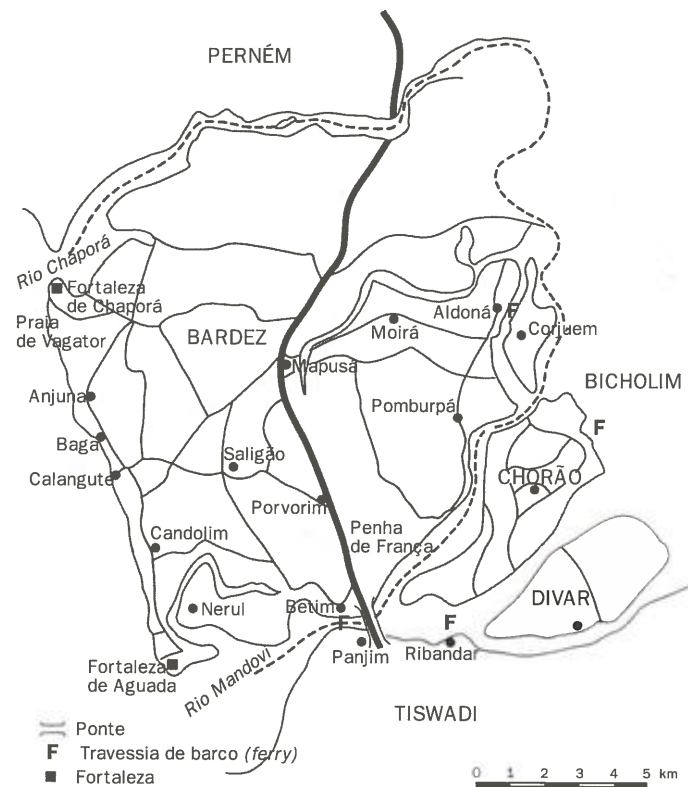 PERNÉM
Rio Chaporá
Fortaleza
de Chaporá
Praia
de Vagator
BARDEZ
Moirá
Aldoná
F
Corjuem
Mapusá
BICHOLIM
Anjuna
Pomburpá
F
Baga
Saligão
Calangute
CHORÃO
Porvorim
Candolim
Penha
de França
DIVAR
Nerul
Betim
F
F
Panjim
Ribandar
Fortaleza
de Aguada
Rio Mandovi
TISWADI
Ponte
F Travessia de barco (ferry)
Fortaleza
0 1 2 3 4 5 km